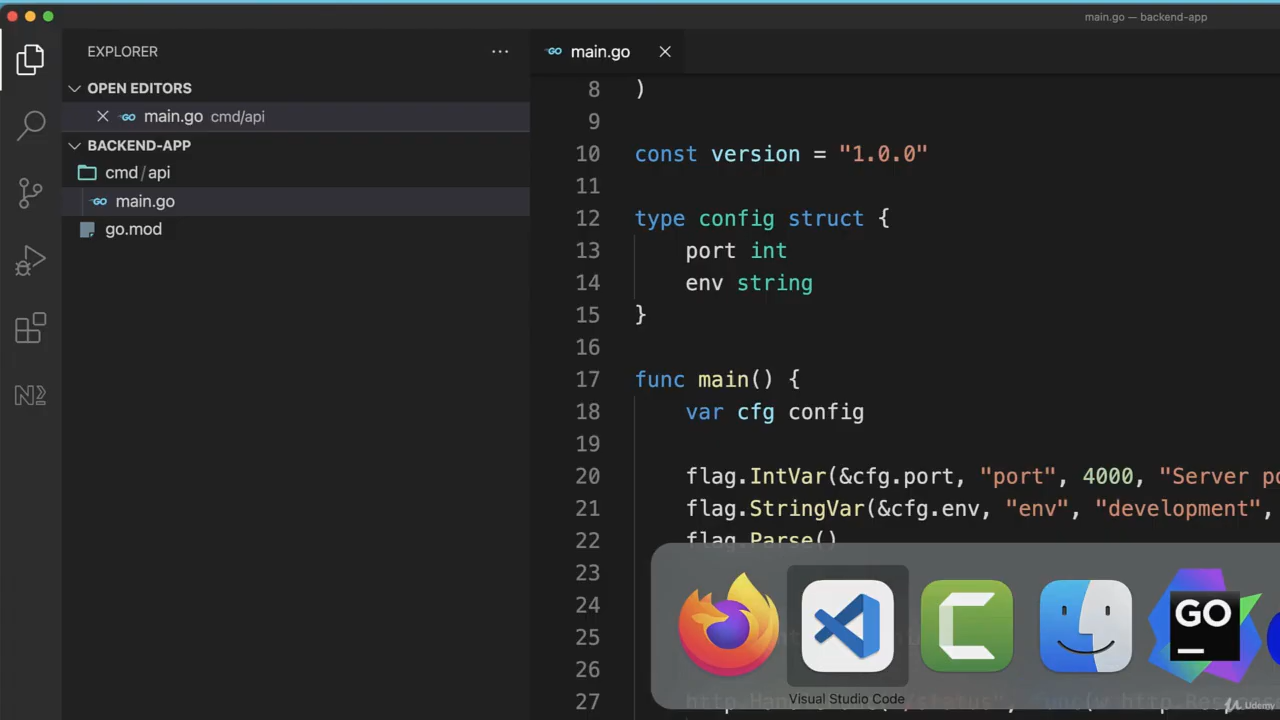 main.go — backend-app
EXPLORER
OPEN EDITORS
main.go cmd/api
BACKEND-APP
cmd/api
main.go
go.mod
main.go
8 )
9
10 const version = "1.0.0"
11
12 type config struct {
13 port int
14 env string
15 }
16
17 func main() {
18 var cfg config
19
20 flag.IntVar(&cfg.port, "port", 4000, "Server po
21 flag.StringVar(&cfg.env, "env", "development",
22 flag.Parse()
23
24
25
26
27
GO
Visual Studio Code
Udemy